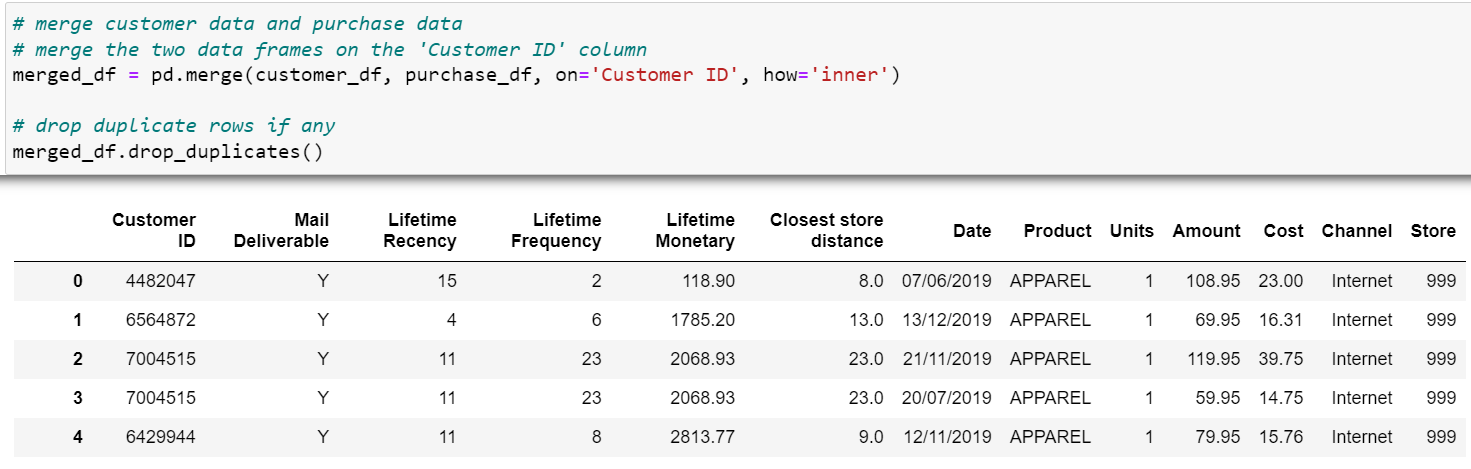 # merge customer data and purchase data
# merge the two data frames on the 'Customer ID' column
merged_df = pd.merge(customer_df, purchase_df, on='Customer ID', how='inner')
# drop duplicate rows if any
merged_df.drop_duplicates()
Customer ID Mail Deliverable Lifetime Recency Lifetime Frequency Lifetime Monetary Closest store distance Date Product Units Amount Cost Channel Store
0 4482047 Y 15 2 118.90 8.0 07/06/2019 APPAREL 1 108.95 23.00 Internet 999
1 6564872 Y 4 6 1785.20 13.0 13/12/2019 APPAREL 1 69.95 16.31 Internet 999
2 7004515 Y 11 23 2068.93 23.0 21/11/2019 APPAREL 1 119.95 39.75 Internet 999
3 7004515 Y 11 23 2068.93 23.0 20/07/2019 APPAREL 1 59.95 14.75 Internet 999
4 6429944 Y 11 8 2813.77 9.0 12/11/2019 APPAREL 1 79.95 15.76 Internet 999